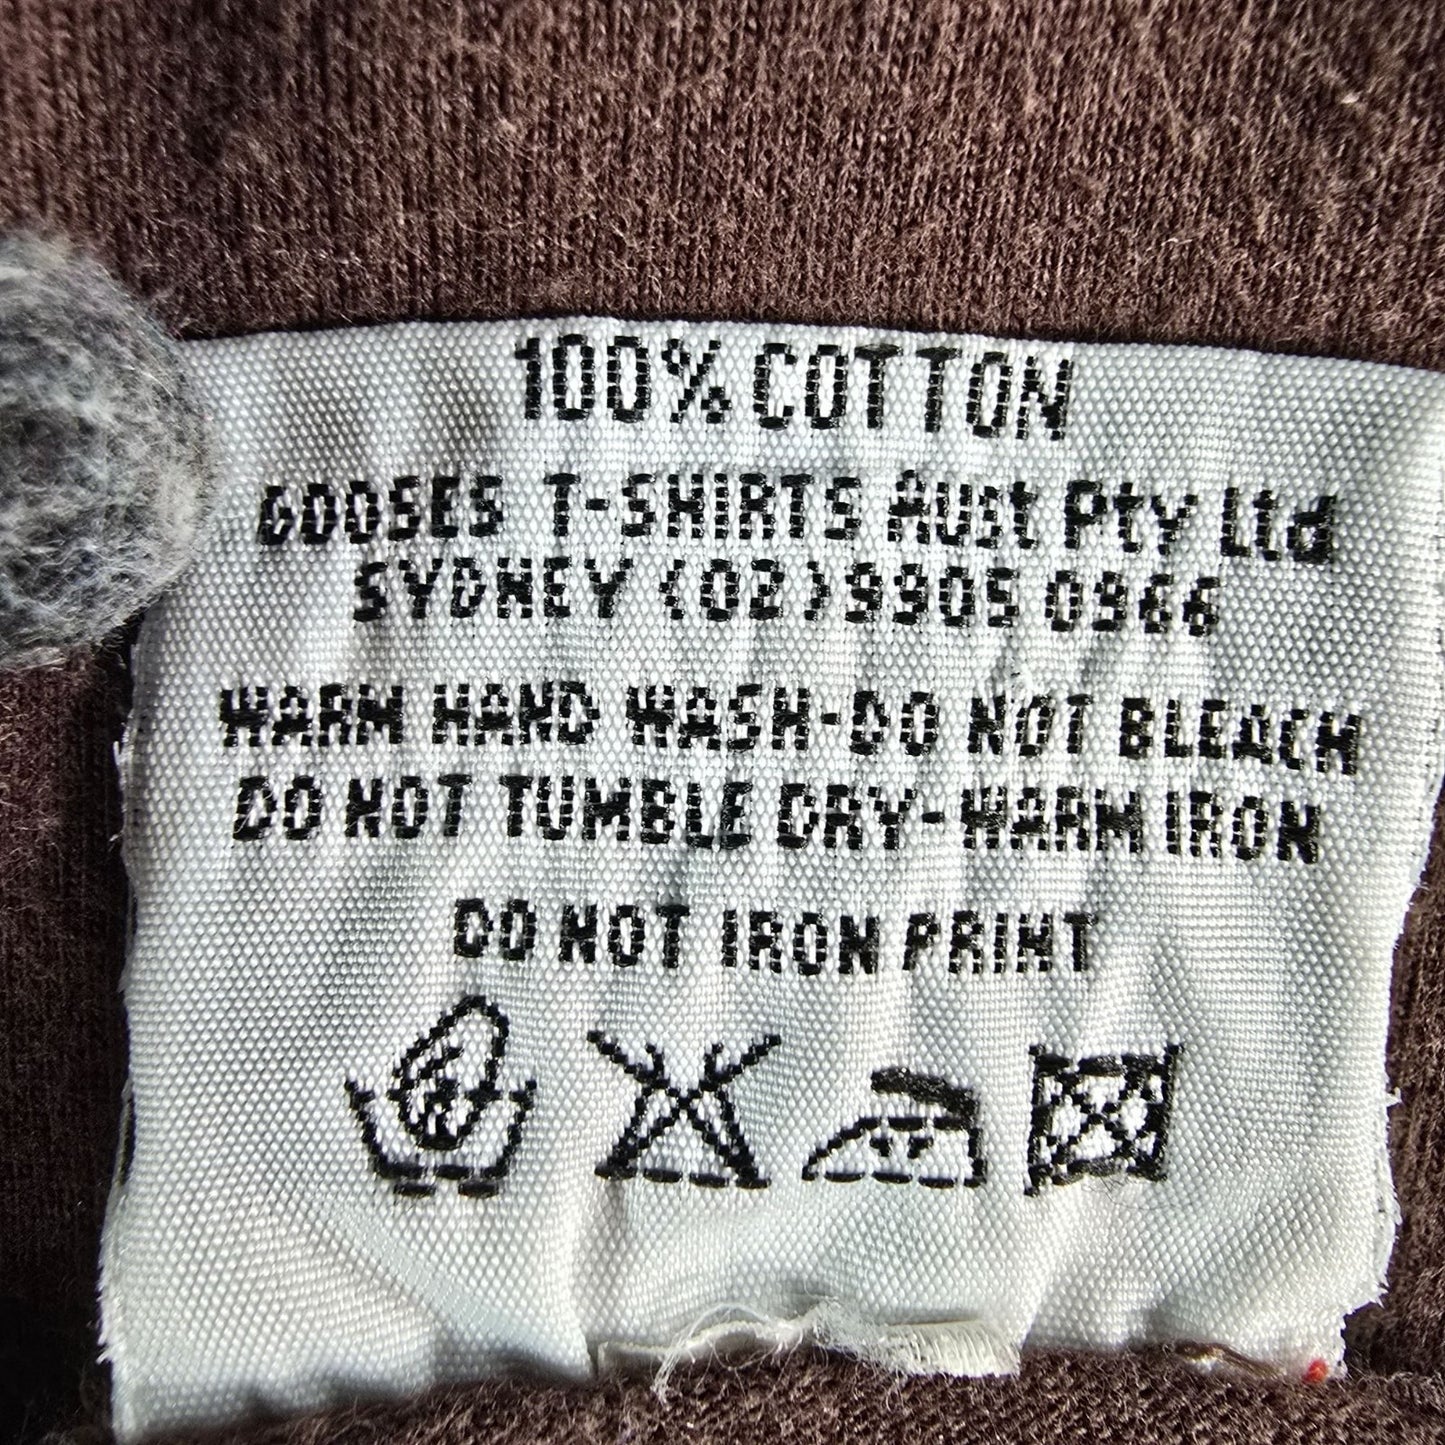 100% COTTON
GOOSES T-SHIRTS Aust Pty Ltd
SYDNEY (02) 9905 0966
WARM HAND WASH-DO NOT BLEACH
DO NOT TUMBLE DRY-WARM IRON
DO NOT IRON PRINT